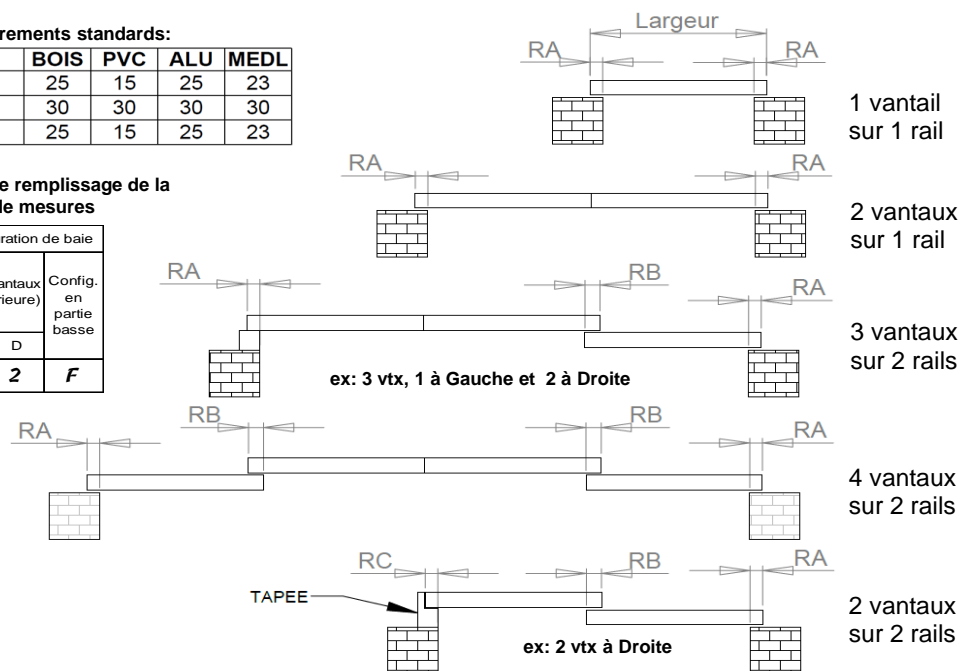 rements standards:
BOIS PVC ALU MEDL
25 15 25 23
30 30 30 30
25 15 25 23
e remplissage de la
de mesures
ration de baie
antaux
rieure)
Config.
en
partie
basse
D
2 F
Largeur
RA RA
1 vantail
sur 1 rail
RA RA
2 vantaux
sur 1 rail
RA RB RA
3 vantaux
sur 2 rails
ex: 3 vtx, 1 à Gauche et 2 à Droite
RA RB RB RA
4 vantaux
sur 2 rails
RC RB RA
TAPEE
2 vantaux
sur 2 rails
ex: 2 vtx à Droite